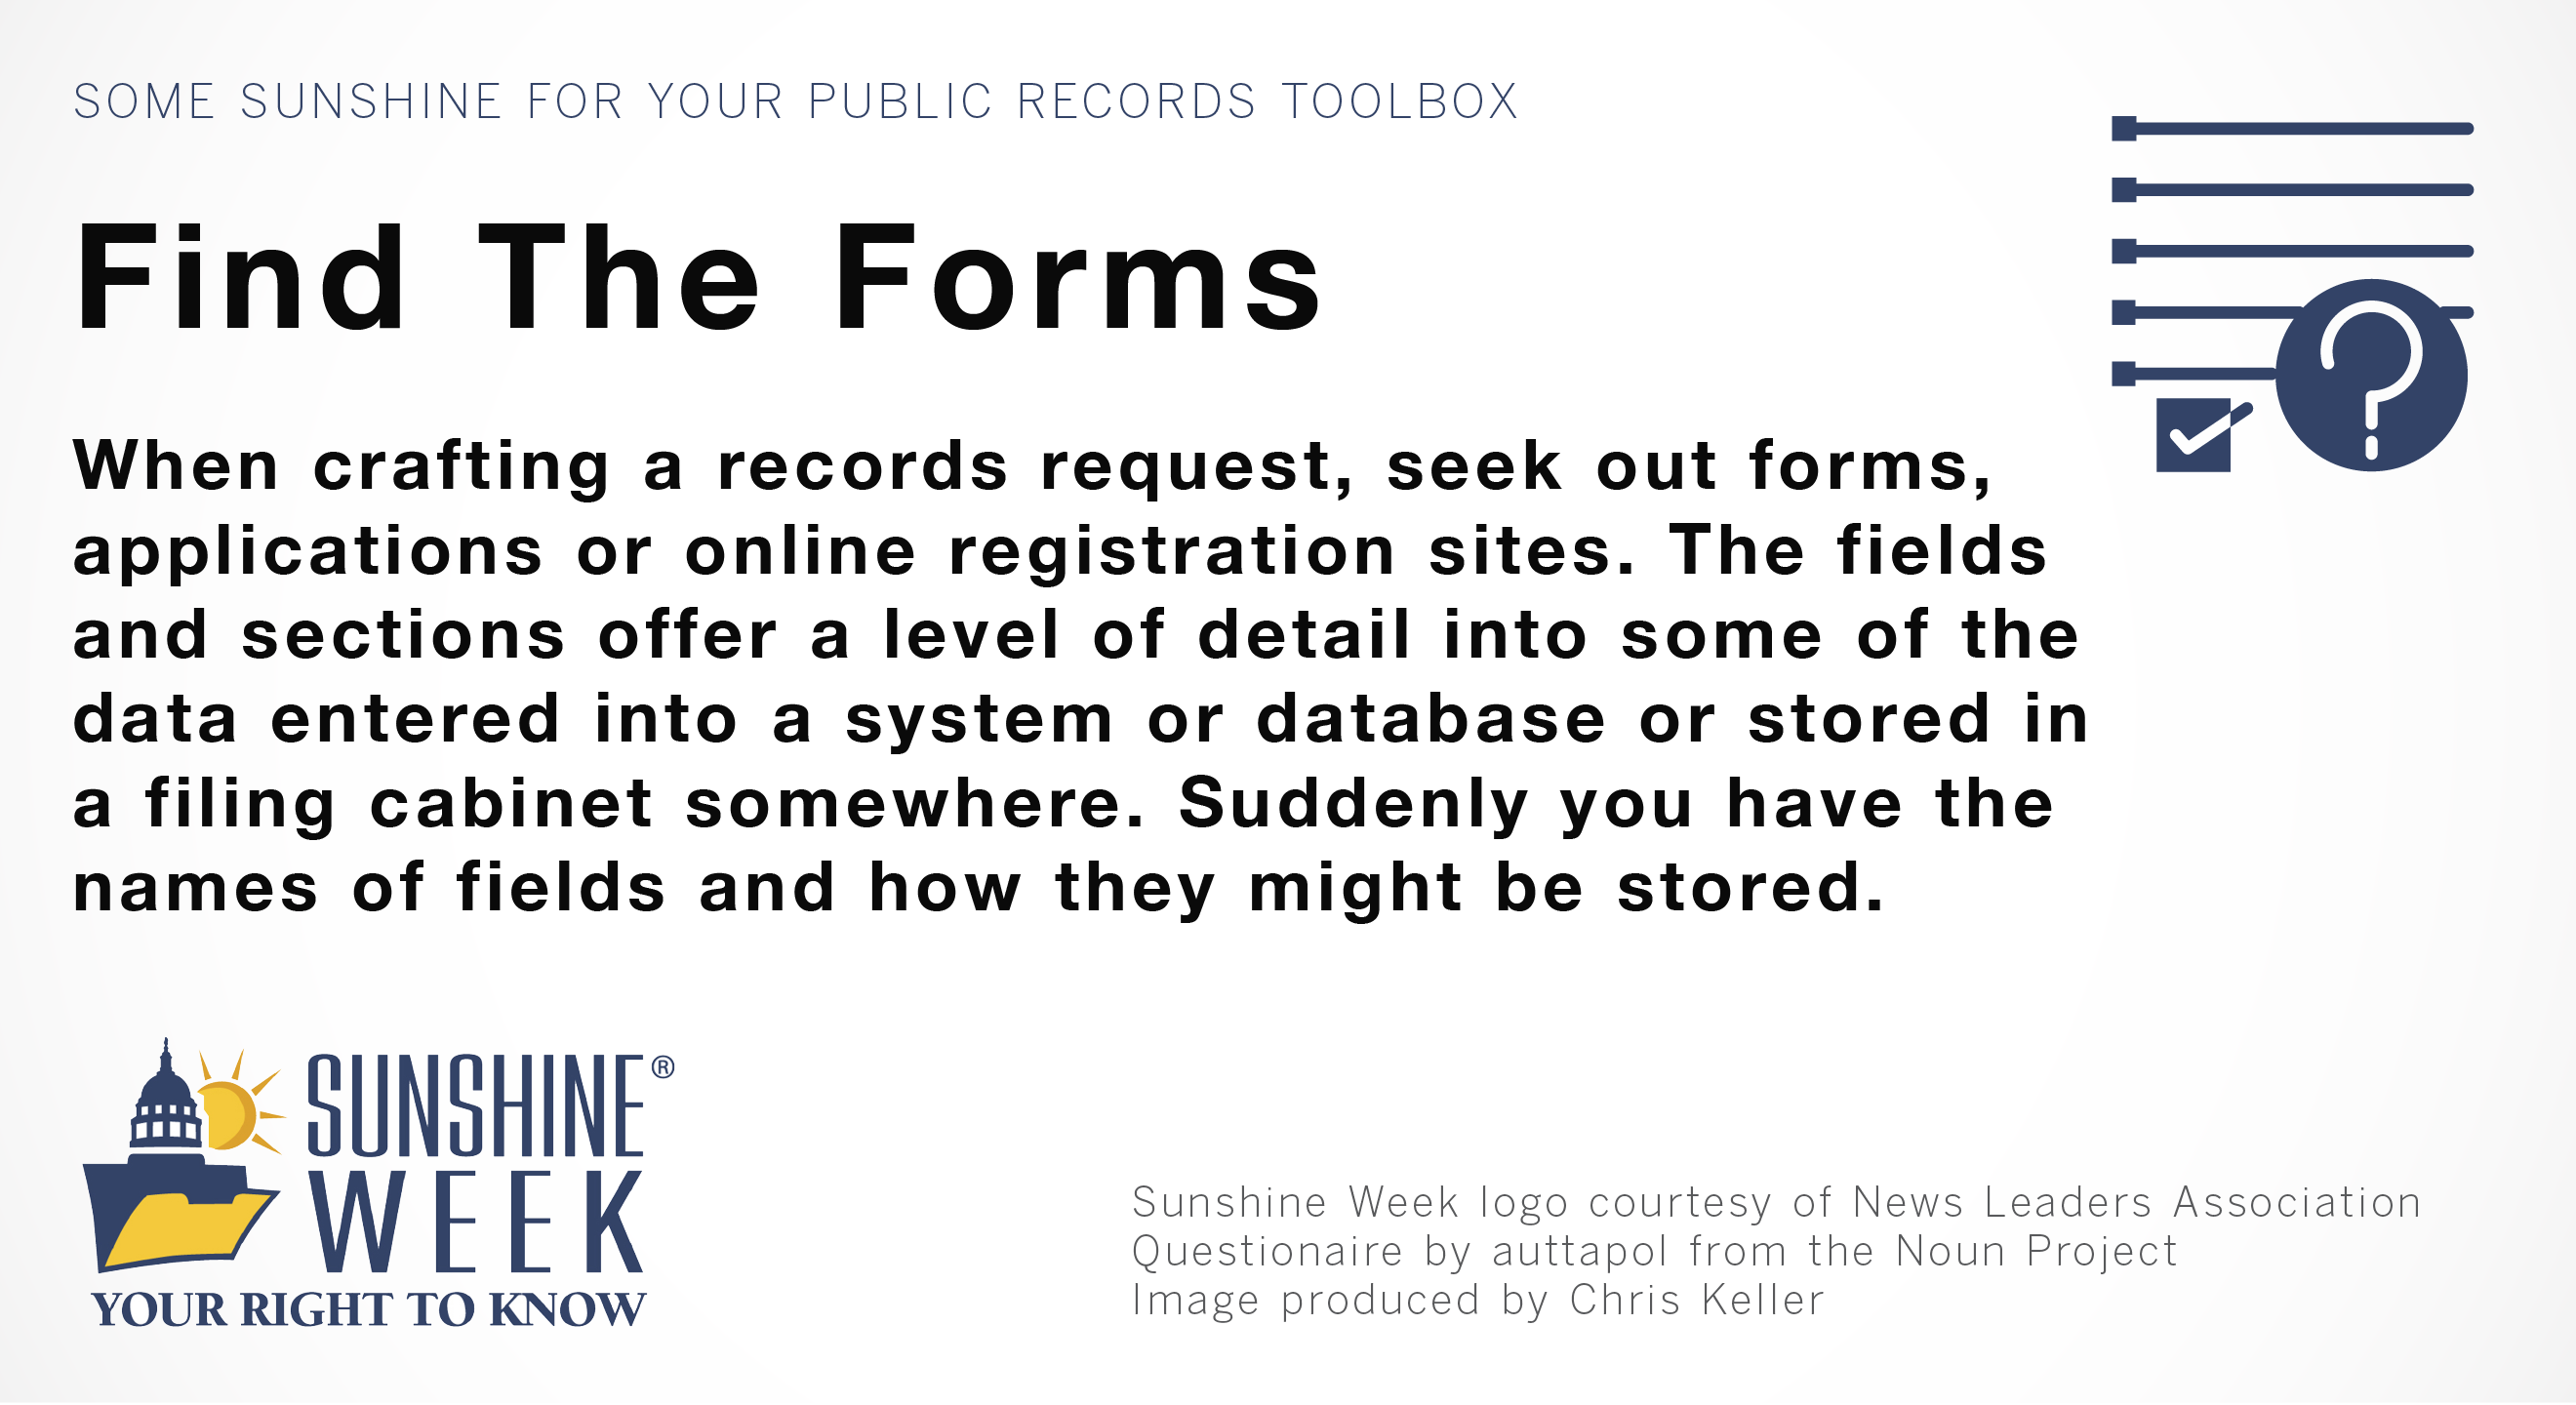 SOME SUNSHINE FOR YOUR PUBLIC RECORDS TOOLBOX
Find The Forms
When crafting a records request, seek out forms,
applications or online registration sites. The fields
and sections offer a level of detail into some of the
data entered into a system or database or stored in
a filing cabinet somewhere. Suddenly you have the
names of fields and how they might be stored.
SUNSHINE®
WEEK
YOUR RIGHT TO KNOW
Sunshine Week logo courtesy of News Leaders Association
Questionaire by auttapol from the Noun Project
Image produced by Chris Keller